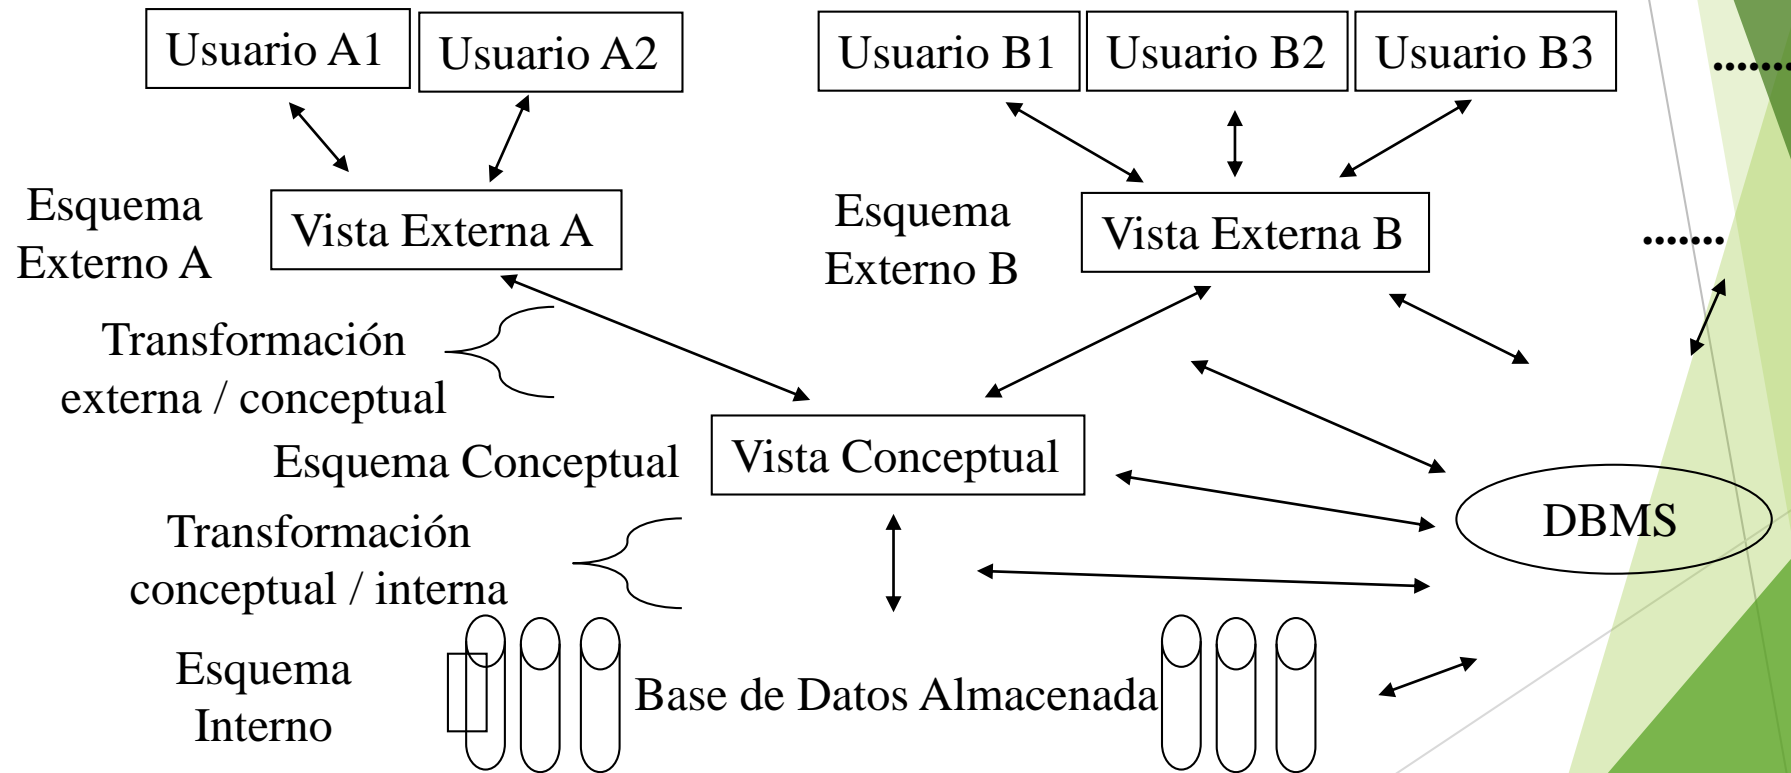 Usuario A1
Usuario A2
Usuario B1
Usuario B2
Usuario B3
........
Esquema
Externo A
Vista Externa A
Esquema
Externo B
Vista Externa B
.......
Transformación
externa / conceptual
Esquema Conceptual
Vista Conceptual
DBMS
Transformación
conceptual / interna
Esquema
Interno
Base de Datos Almacenada